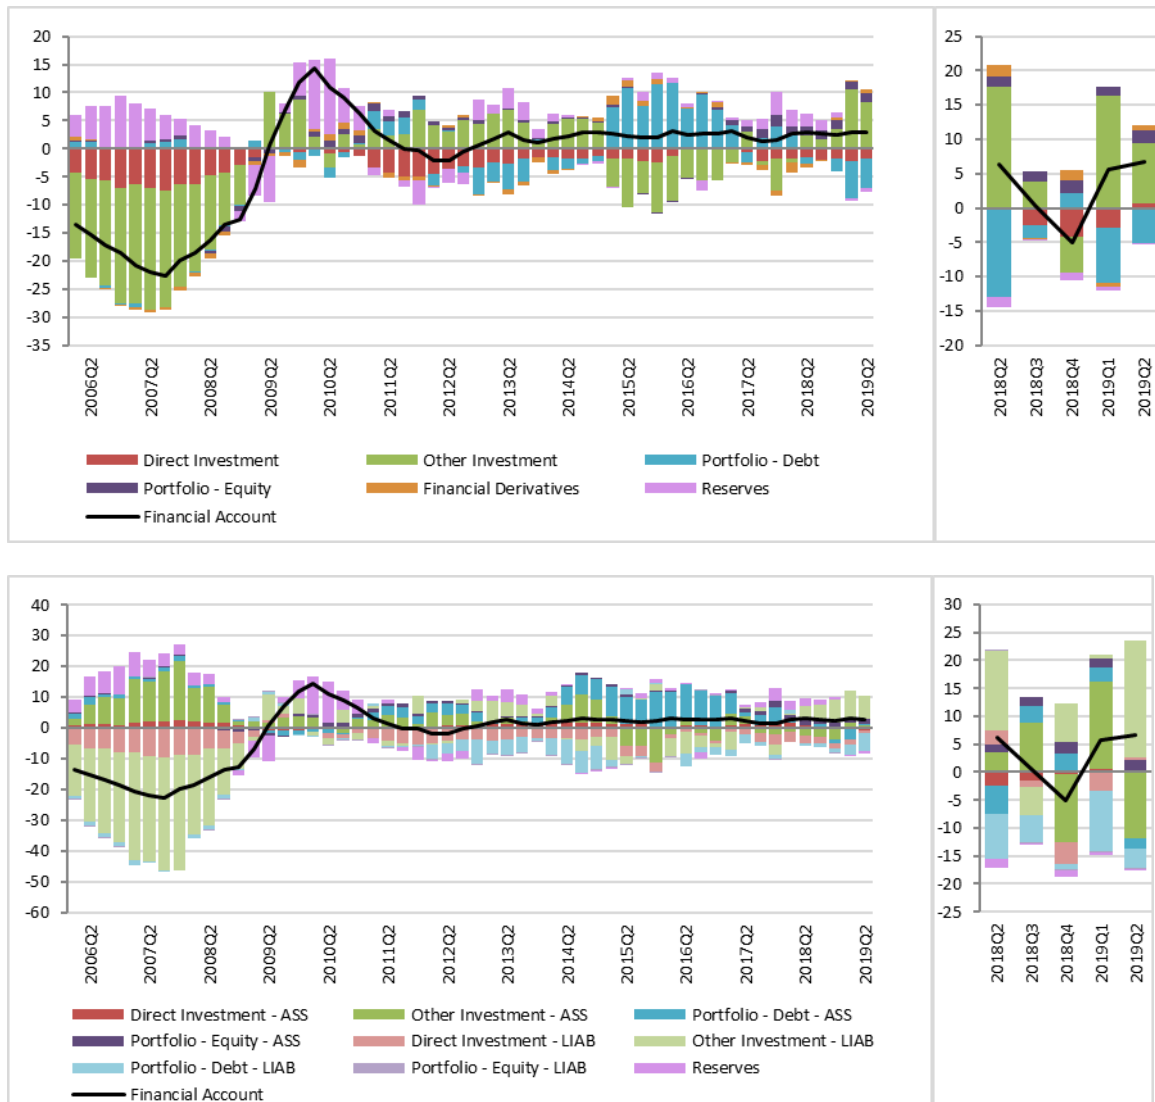 20
15
10
5
0
-5
-10
-15
-20
-25
-30
-35
2006Q2
2007Q2
2008Q2
2009Q2
2010Q2
2011Q2
2012Q2
2013Q2
2014Q2
2015Q2
2016Q2
2017Q2
2018Q2
2019Q2
Direct Investment
Other Investment
Portfolio - Debt
Portfolio - Equity
Financial Derivatives
Reserves
Financial Account
25
20
15
10
5
0
-5
-10
-15
-20
2018Q2
2018Q3
2018Q4
2019Q1
2019Q2
40
30
20
10
0
-10
-20
-30
-40
-50
-60
2006Q2
2007Q2
2008Q2
2009Q2
2010Q2
2011Q2
2012Q2
2013Q2
2014Q2
2015Q2
2016Q2
2017Q2
2018Q2
2019Q2
Direct Investment - ASS
Other Investment - ASS
Portfolio - Debt - ASS
Portfolio - Equity - ASS
Direct Investment - LIAB
Other Investment - LIAB
Portfolio - Debt - LIAB
Portfolio - Equity - LIAB
Reserves
Financial Account
30
25
20
15
10
5
0
-5
-10
-15
-20
-25
2018Q2
2018Q3
2018Q4
2019Q1
2019Q2